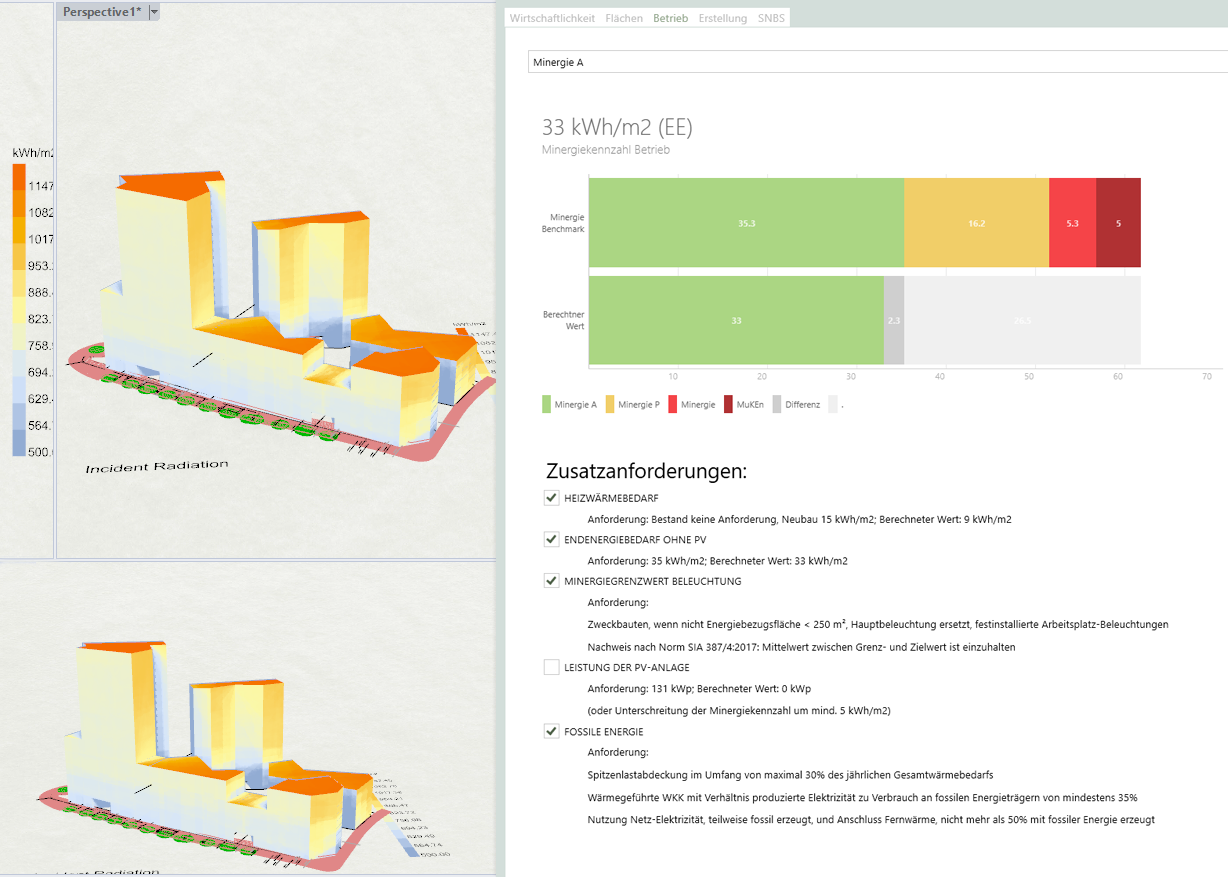 Perspective1*
kWh/m2
1147
1082
1017
953.
888.
823.
758.
694.
629.
564.
500.
Incident Radiation
Wirtschaftlichkeit Flächen Betrieb Erstellung SNBS
Minergie A
33 kWh/m2 (EE)
Minergiekennzahl Betrieb
Minergie
Benchmark
35.3 16.2 5.3 5
Berechtner
Wert
33 2.3
10 20 30 40 50 60 70
Minergie A Minergie P Minergie MuKEn Differenz .
Zusatzanforderungen:
HEIZWÄRMEBEDARF
Anforderung: Bestand keine Anforderung, Neubau 15 kWh/m2; Berechneter Wert: 9 kWh/m2
ENDENERGIEBEDARF OHNE PV
Anforderung: 35 kWh/m2; Berechneter Wert: 33 kWh/m2
MINERGIEGRENZWERT BELEUCHTUNG
Anforderung:
Zweckbauten, wenn nicht Energiebezugsfläche < 250 m², Hauptbeleuchtung ersetzt, festinstallierte Arbeitsplatz-Beleuchtungen
Nachweis nach Norm SIA 387/4:2017: Mittelwert zwischen Grenz- und Zielwert ist einzuhalten
LEISTUNG DER PV-ANLAGE
Anforderung: 131 kWp; Berechneter Wert: 0 kWp
(oder Unterschreitung der Minergiekennzahl um mind. 5 kWh/m2)
FOSSILE ENERGIE
Anforderung:
Spitzenlastabdeckung im Umfang von maximal 30% des jährlichen Gesamtwärmebedarfs
Wärmegeführte WKK mit Verhältnis produzierte Elektrizität zu Verbrauch an fossilen Energieträgern von mindestens 35%
Nutzung Netz-Elektrizität, teilweise fossil erzeugt, und Anschluss Fernwärme, nicht mehr als 50% mit fossiler Energie erzeugt